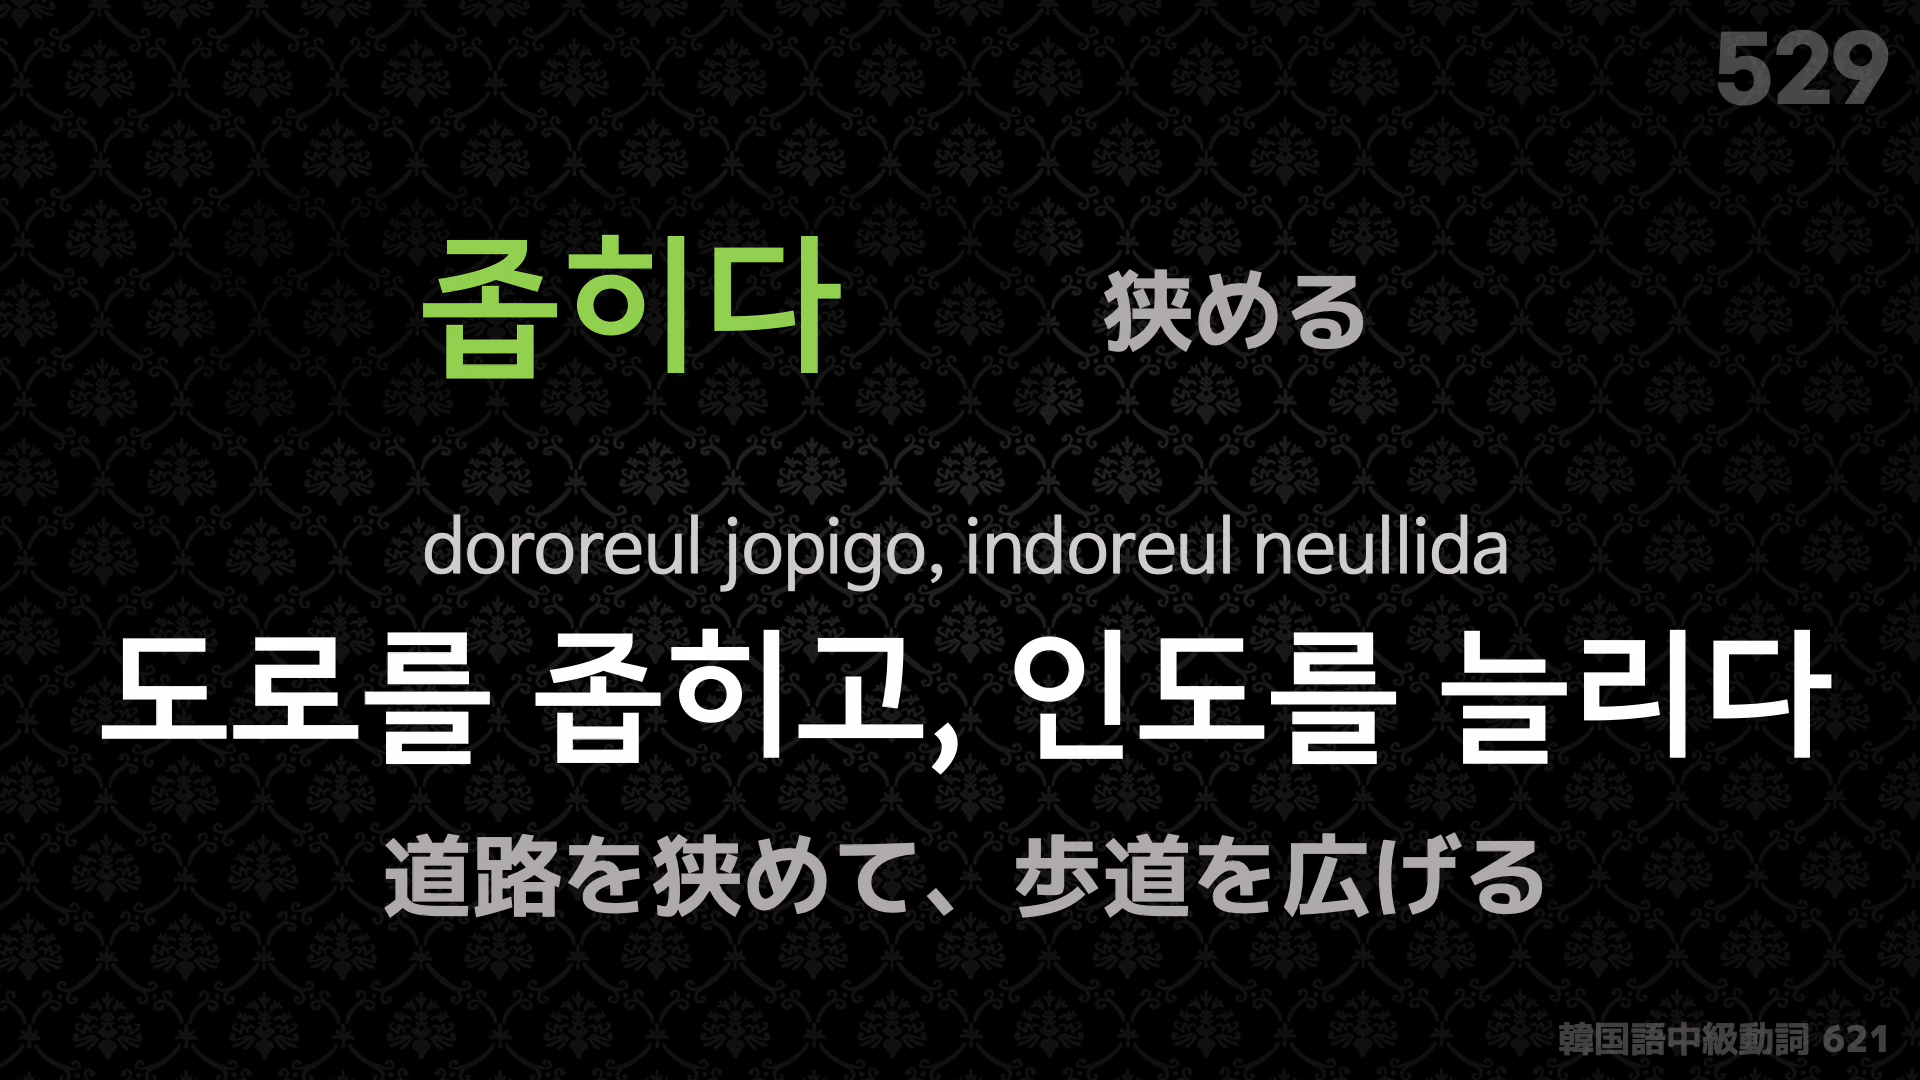 529
좁히다 狭める
dororeul jopigo, indoreul neullida
도로를 좁히고, 인도를 늘리다
道路を狭めて、歩道を広げる
韓国語中級動詞 621